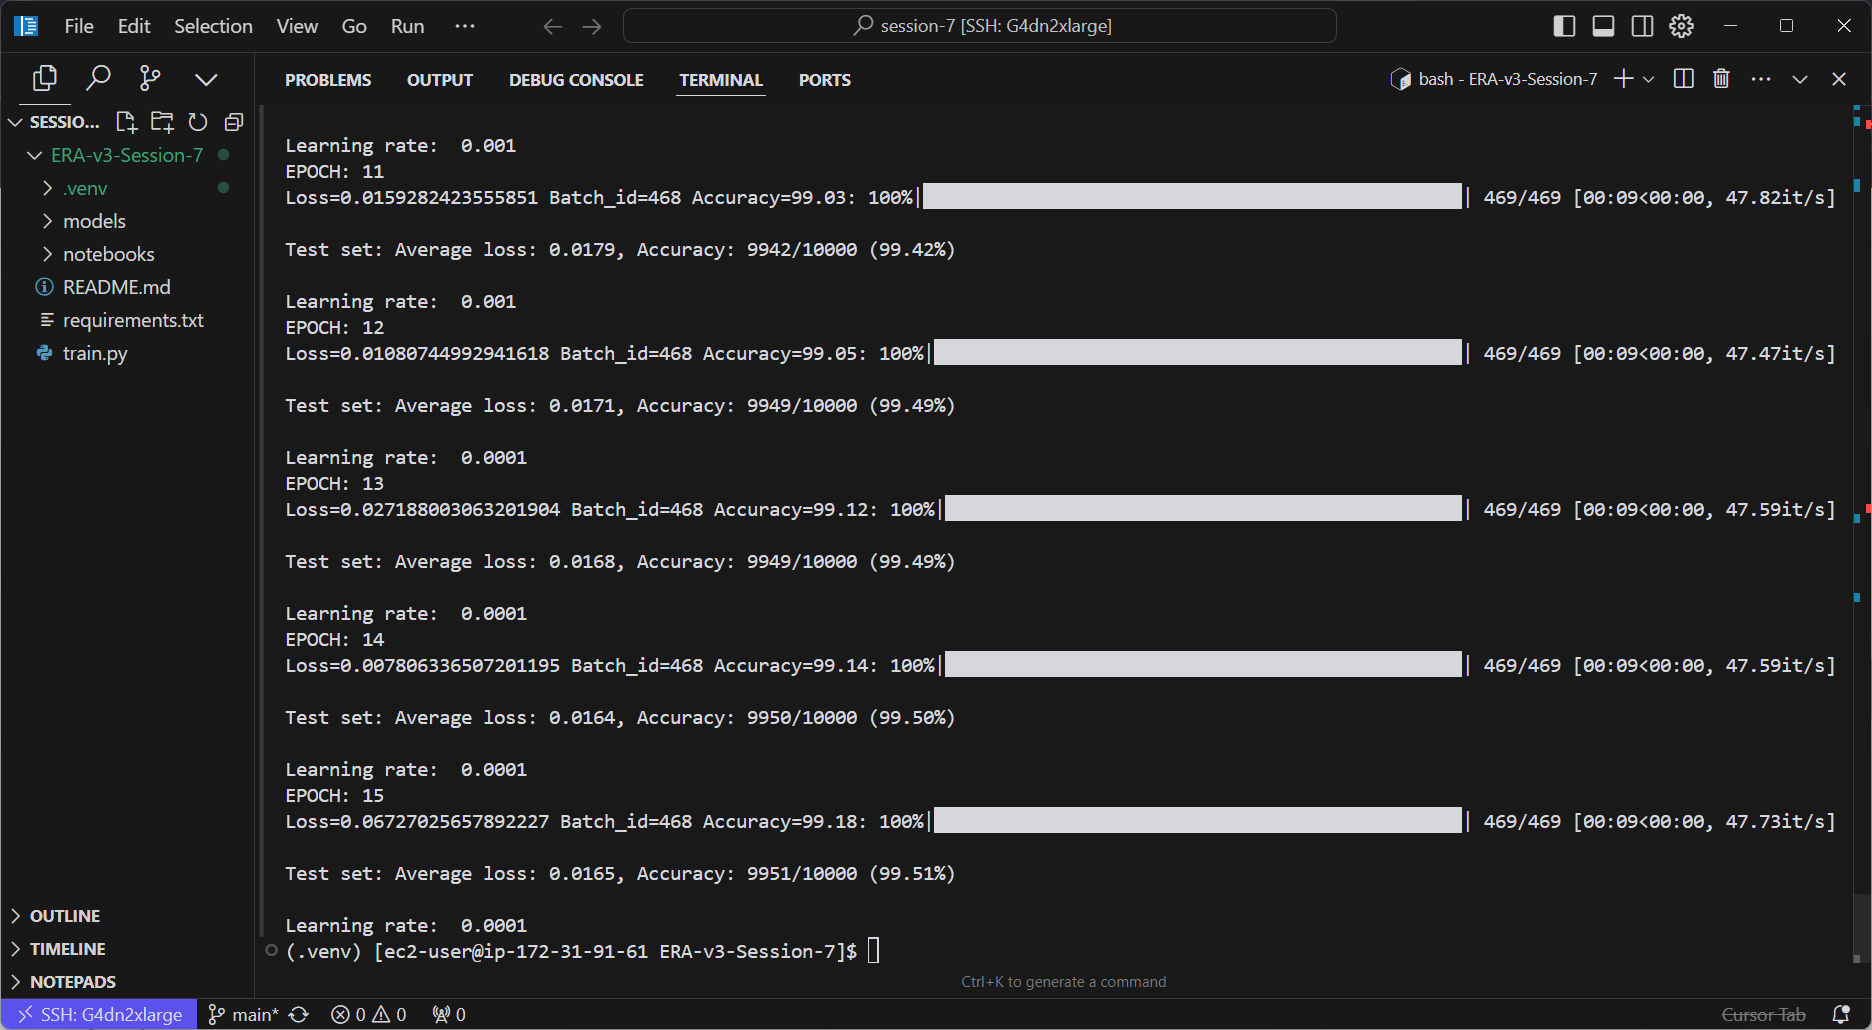 File Edit Selection View Go Run ···
session-7 [SSH: G4dn2xlarge]
PROBLEMS OUTPUT DEBUG CONSOLE TERMINAL PORTS
bash - ERA-v3-Session-7
SESSIO...
ERA-v3-Session-7
.venv
models
notebooks
README.md
requirements.txt
train.py
OUTLINE
TIMELINE
NOTEPADS
Learning rate:  0.001
EPOCH: 11
Loss=0.0159282423555851 Batch_id=468 Accuracy=99.03: 100%| | 469/469 [00:09<00:00, 47.82it/s]
Test set: Average loss: 0.0179, Accuracy: 9942/10000 (99.42%)
Learning rate:  0.001
EPOCH: 12
Loss=0.01080744992941618 Batch_id=468 Accuracy=99.05: 100%| | 469/469 [00:09<00:00, 47.47it/s]
Test set: Average loss: 0.0171, Accuracy: 9949/10000 (99.49%)
Learning rate:  0.0001
EPOCH: 13
Loss=0.027188003063201904 Batch_id=468 Accuracy=99.12: 100%| | 469/469 [00:09<00:00, 47.59it/s]
Test set: Average loss: 0.0168, Accuracy: 9949/10000 (99.49%)
Learning rate:  0.0001
EPOCH: 14
Loss=0.007806336507201195 Batch_id=468 Accuracy=99.14: 100%| | 469/469 [00:09<00:00, 47.59it/s]
Test set: Average loss: 0.0164, Accuracy: 9950/10000 (99.50%)
Learning rate:  0.0001
EPOCH: 15
Loss=0.06727025657892227 Batch_id=468 Accuracy=99.18: 100%| | 469/469 [00:09<00:00, 47.73it/s]
Test set: Average loss: 0.0165, Accuracy: 9951/10000 (99.51%)
Learning rate:  0.0001
(.venv) [ec2-user@ip-172-31-91-61 ERA-v3-Session-7]$
Ctrl+K to generate a command
SSH: G4dn2xlarge main* 0 0 0 Cursor Tab